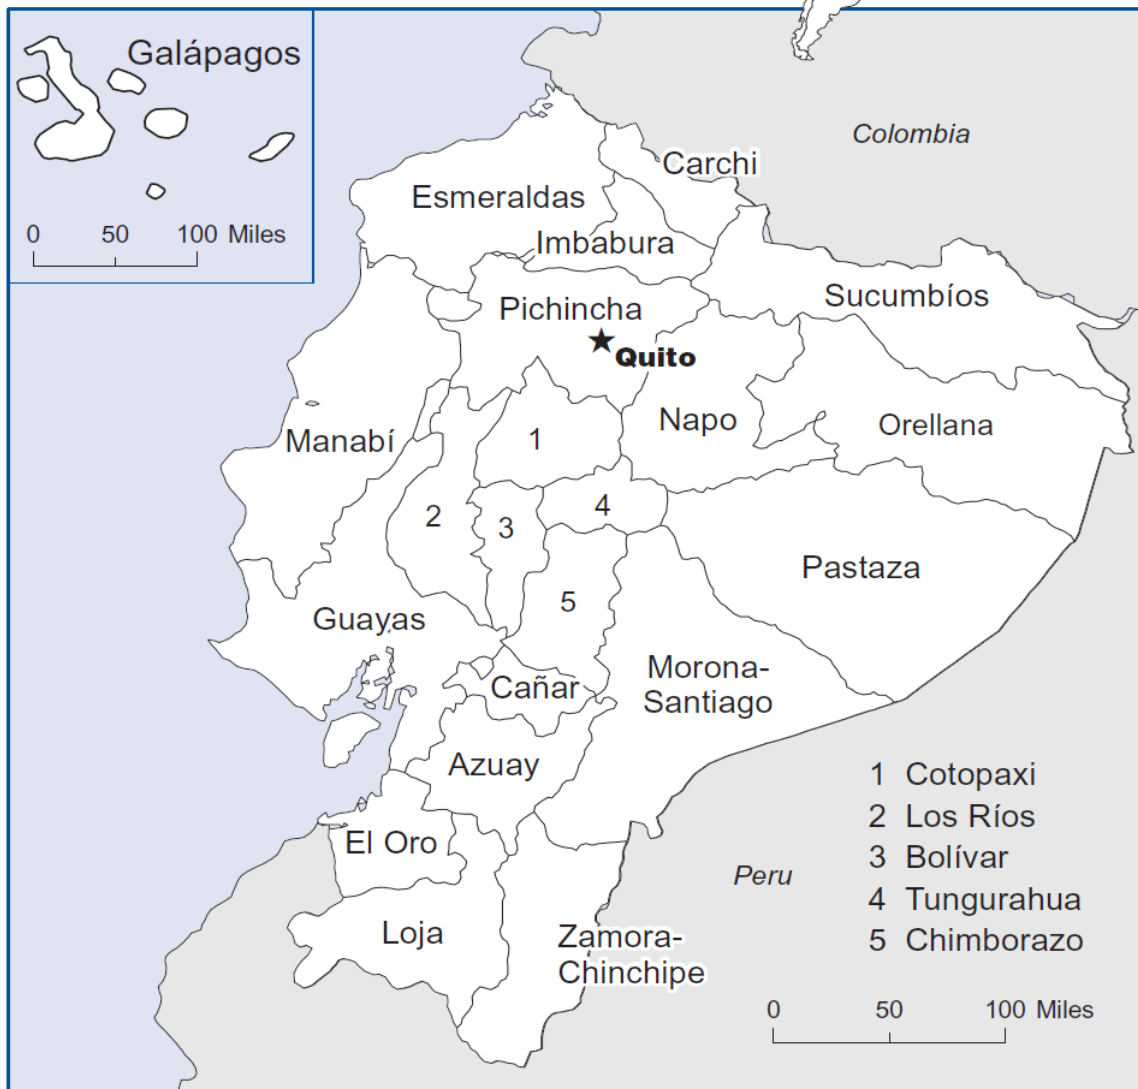 Galápagos
0 50 100 Miles
Colombia
Carchi
Esmeraldas
Imbabura
Sucumbíos
Pichincha
Quito
Napo
Orellana
Manabí
1
2
3
4
5
Pastaza
Guayas
Morona-
Santiago
Cañar
Azuay
El Oro
Peru
Loja
Zamora-
Chinchipe
1 Cotopaxi
2 Los Ríos
3 Bolívar
4 Tungurahua
5 Chimborazo
0 50 100 Miles